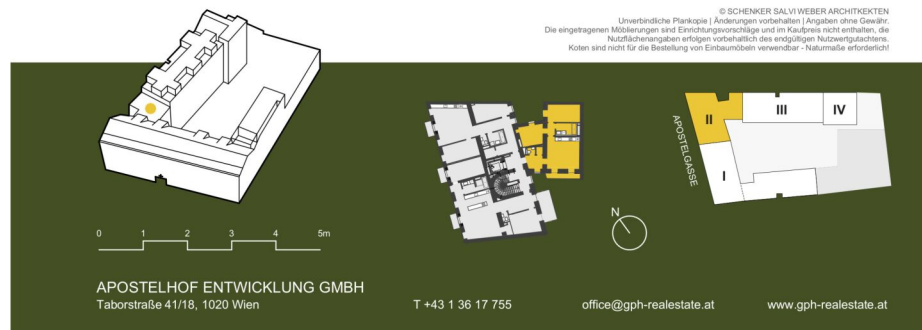 © SCHENKER SALVI WEBER ARCHITEKTEN
Unverbindliche Plankopie | Änderungen vorbehalten | Angaben ohne Gewähr.
Die eingetragenen Möblierungen sind Einrichtungsvorschläge und im Kaufpreis nicht enthalten, die
Nutzflächenangaben erfolgen vorbehaltlich des endgültigen Nutzwertgutachtens.
Koten sind nicht für die Bestellung von Einbaumöbeln verwendbar - Naturmaße erforderlich!
II
III
IV
I
APOSTELGASSE
N
0 1 2 3 4 5m
APOSTELHOF ENTWICKLUNG GMBH
Taborstraße 41/18, 1020 Wien
T +43 1 36 17 755
office@gph-realestate.at
www.gph-realestate.at